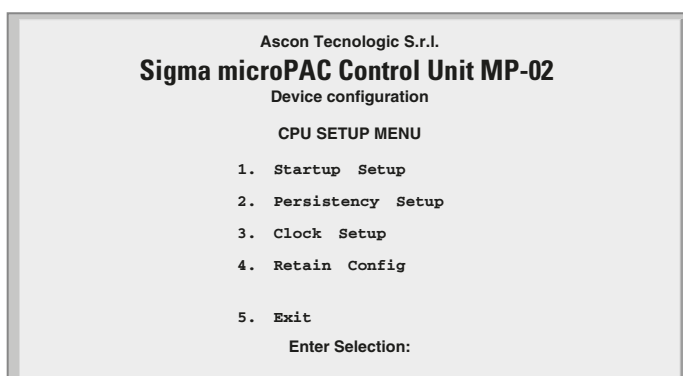 Ascon Tecnologic S.r.l.
Sigma microPAC Control Unit MP-02
Device configuration
CPU SETUP MENU
1. Startup Setup
2. Persistency Setup
3. Clock Setup
4. Retain Config
5. Exit
Enter Selection: